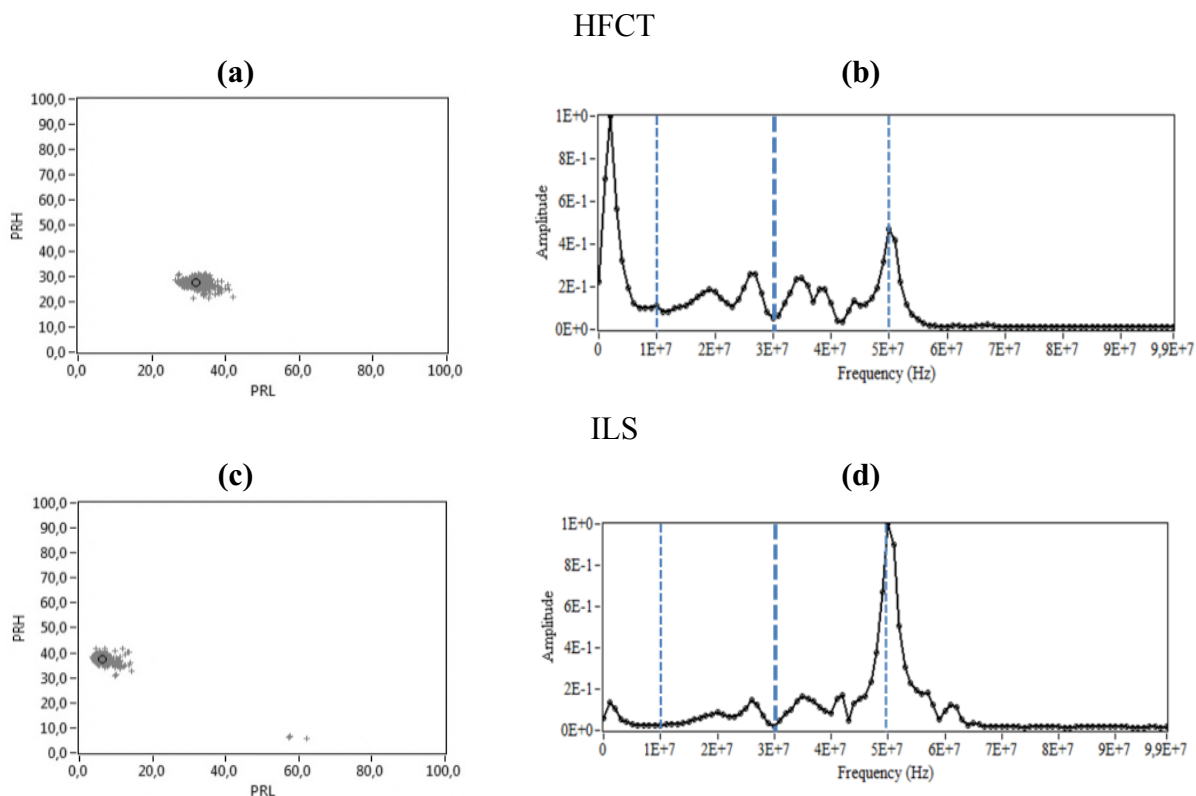 HFCT
(a)
100,0
90,0
80,0
70,0
60,0
50,0
40,0
30,0
20,0
10,0
0,0
PRH
0,0 20,0 40,0 60,0 80,0 100,0
PRL
(b)
1E+0
8E-1
6E-1
4E-1
2E-1
0E+0
Amplitude
0 1E+7 2E+7 3E+7 4E+7 5E+7 6E+7 7E+7 8E+7 9E+7 9,9E+7
Frequency (Hz)
ILS
(c)
100,0
90,0
80,0
70,0
60,0
50,0
40,0
30,0
20,0
10,0
0,0
PRH
0,0 20,0 40,0 60,0 80,0 100,0
PRL
(d)
1E+0
8E-1
6E-1
4E-1
2E-1
0E+0
Amplitude
0 1E+7 2E+7 3E+7 4E+7 5E+7 6E+7 7E+7 8E+7 9E+7 9,9E+7
Frequency (Hz)